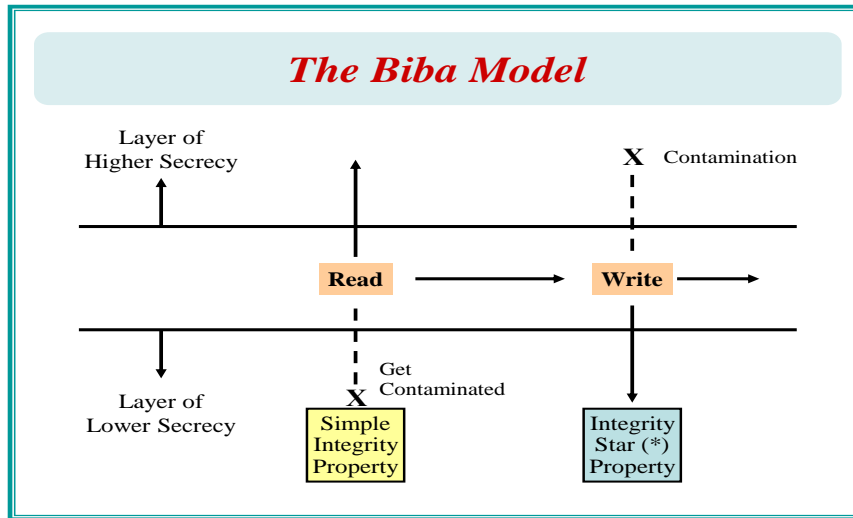 The Biba Model
Layer of
Higher Secrecy
X Contamination
Read
Write
Get
Contaminated
X
Layer of
Lower Secrecy
Simple
Integrity
Property
Integrity
Star (*)
Property